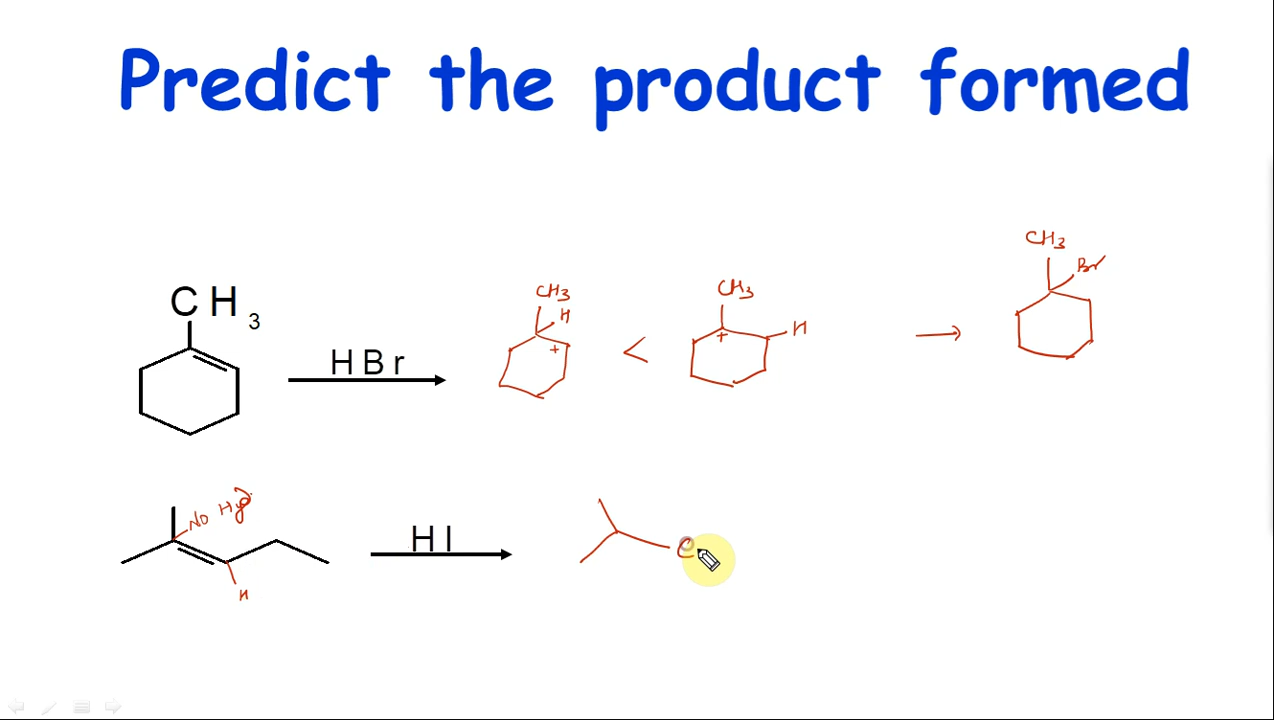 Predict the product formed
CH3
CH3
CH3
CH3
Br
H
H
HBr
+
<
+
No Hyd.
HI
C
H